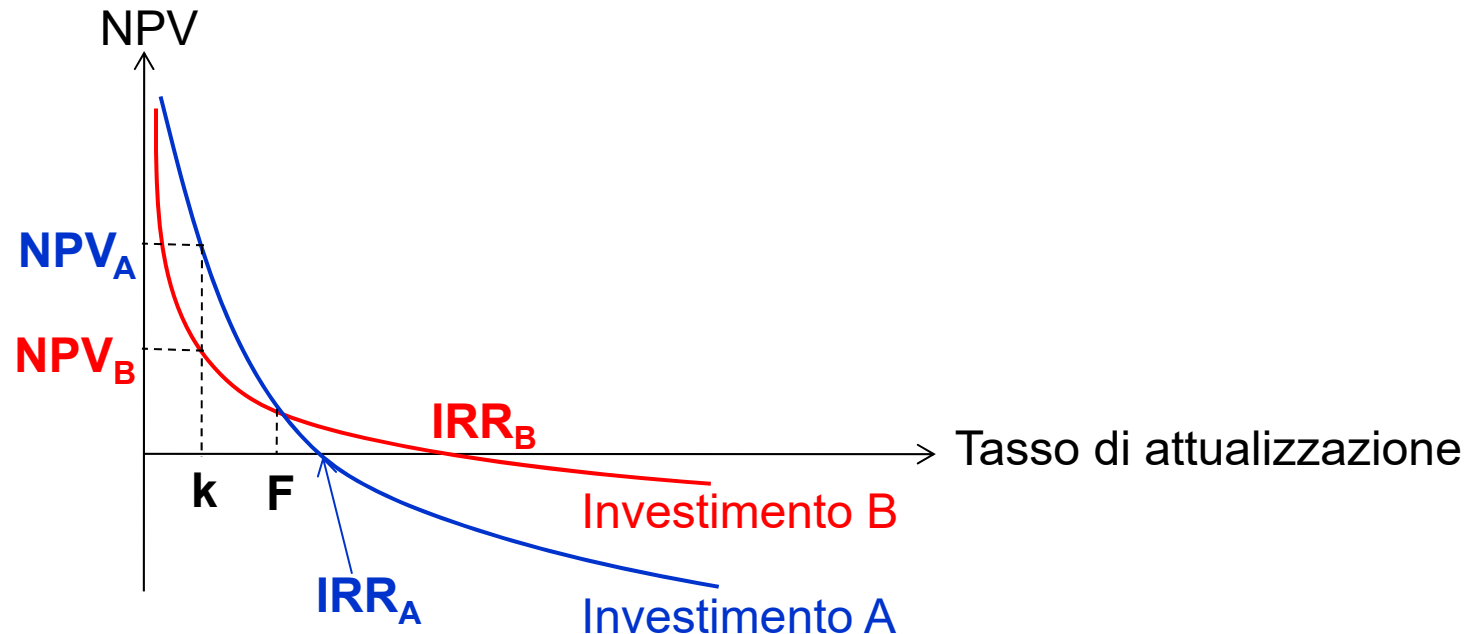 NPV
NPV_A
NPV_B
IRR_B
Tasso di attualizzazione
k
F
Investimento B
IRR_A
Investimento A